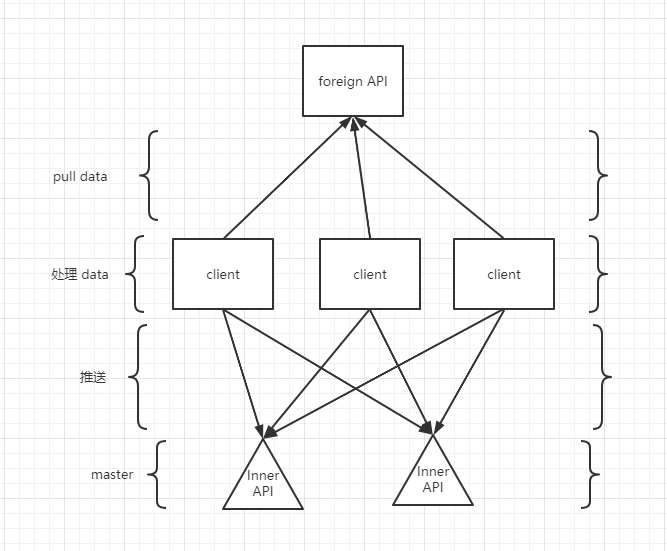 foreign API
pull data
处理 data
client
client
client
推送
master
Inner
API
Inner
API